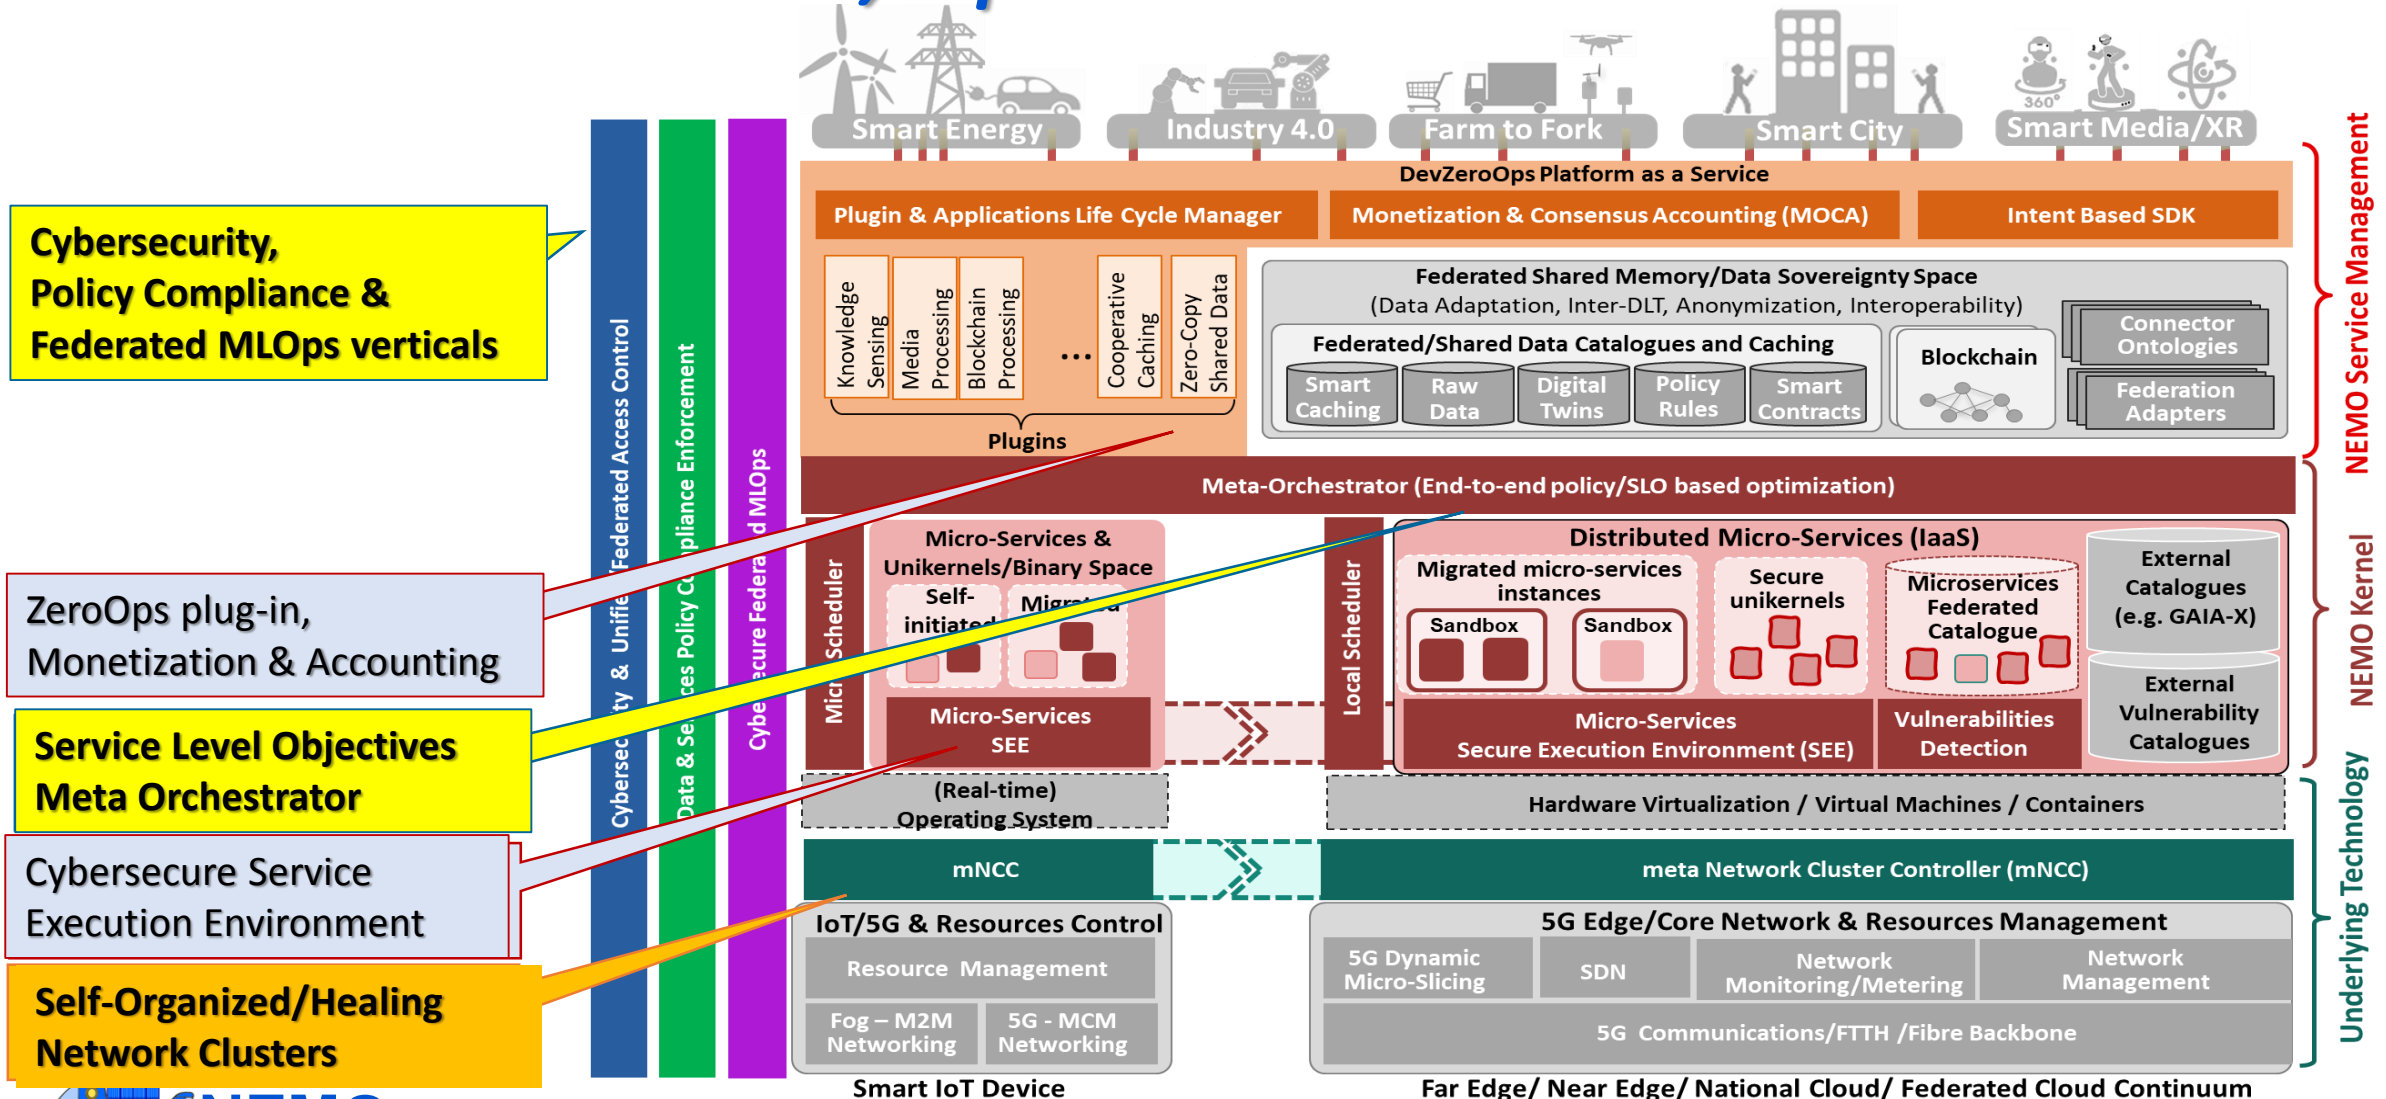 360°
Smart Energy
Industry 4.0
Farm to Fork
Smart City
Smart Media/XR
DevZeroOps Platform as a Service
Plugin & Applications Life Cycle Manager
Monetization & Consensus Accounting (MOCA)
Intent Based SDK
Cybersecurity,
Policy Compliance &
Federated MLOps verticals
ZeroOps plug-in,
Monetization & Accounting
Service Level Objectives
Meta Orchestrator
Cybersecure Service
Execution Environment
Self-Organized/Healing
Network Clusters
Knowledge
Sensing
Media
Processing
Blockchain
Processing
...
Cooperative
Caching
Zero-Copy
Shared Data
Plugins
Federated Shared Memory/Data Sovereignty Space
(Data Adaptation, Inter-DLT, Anonymization, Interoperability)
Federated/Shared Data Catalogues and Caching
Smart
Caching
Raw
Data
Digital
Twins
Policy
Rules
Smart
Contracts
Blockchain
Connector
Ontologies
Federation
Adapters
NEMO Service Management
Meta-Orchestrator (End-to-end policy/SLO based optimization)
Scheduler
Micro-Services &
Unikernels/Binary Space
Self-
initiated
Migrated
Micro-Services
SEE
Local Scheduler
Distributed Micro-Services (IaaS)
Migrated micro-services
instances
Sandbox
Sandbox
Secure
unikernels
Microservices
Federated
Catalogue
External
Catalogues
(e.g. GAIA-X)
External
Vulnerability
Catalogues
Micro-Services
Secure Execution Environment (SEE)
Vulnerabilities
Detection
NEMO Kernel
(Real-time)
Operating System
Hardware Virtualization / Virtual Machines / Containers
mNCC
meta Network Cluster Controller (mNCC)
IoT/5G & Resources Control
Resource Management
Fog – M2M
Networking
5G - MCM
Networking
5G Edge/Core Network & Resources Management
5G Dynamic
Micro-Slicing
SDN
Network
Monitoring/Metering
Network
Management
5G Communications/FTTH /Fibre Backbone
Underlying Technology
Smart IoT Device
Far Edge/ Near Edge/ National Cloud/ Federated Cloud Continuum
& Federated Access Control
Data & Policy Enforcement
MLOps